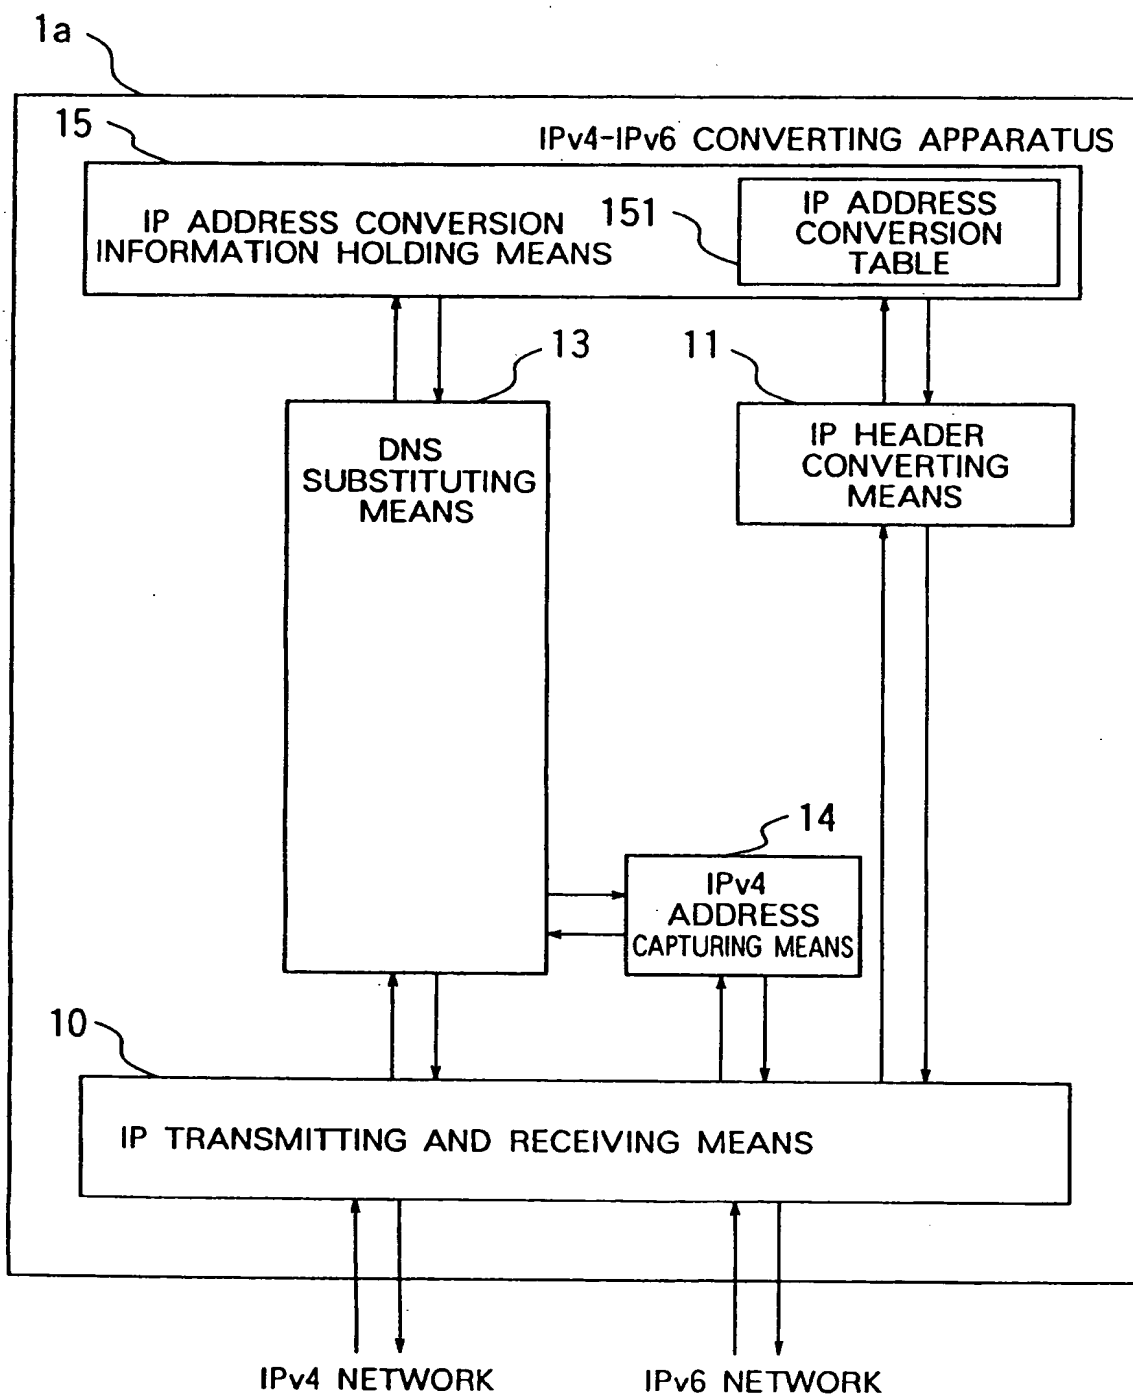 1a
15
IPv4-IPv6 CONVERTING APPARATUS
IP ADDRESS CONVERSION
INFORMATION HOLDING MEANS
151
IP ADDRESS
CONVERSION
TABLE
13
11
DNS
SUBSTITUTING
MEANS
IP HEADER
CONVERTING
MEANS
14
IPv4
ADDRESS
CAPTURING MEANS
10
IP TRANSMITTING AND RECEIVING MEANS
IPv4 NETWORK
IPv6 NETWORK